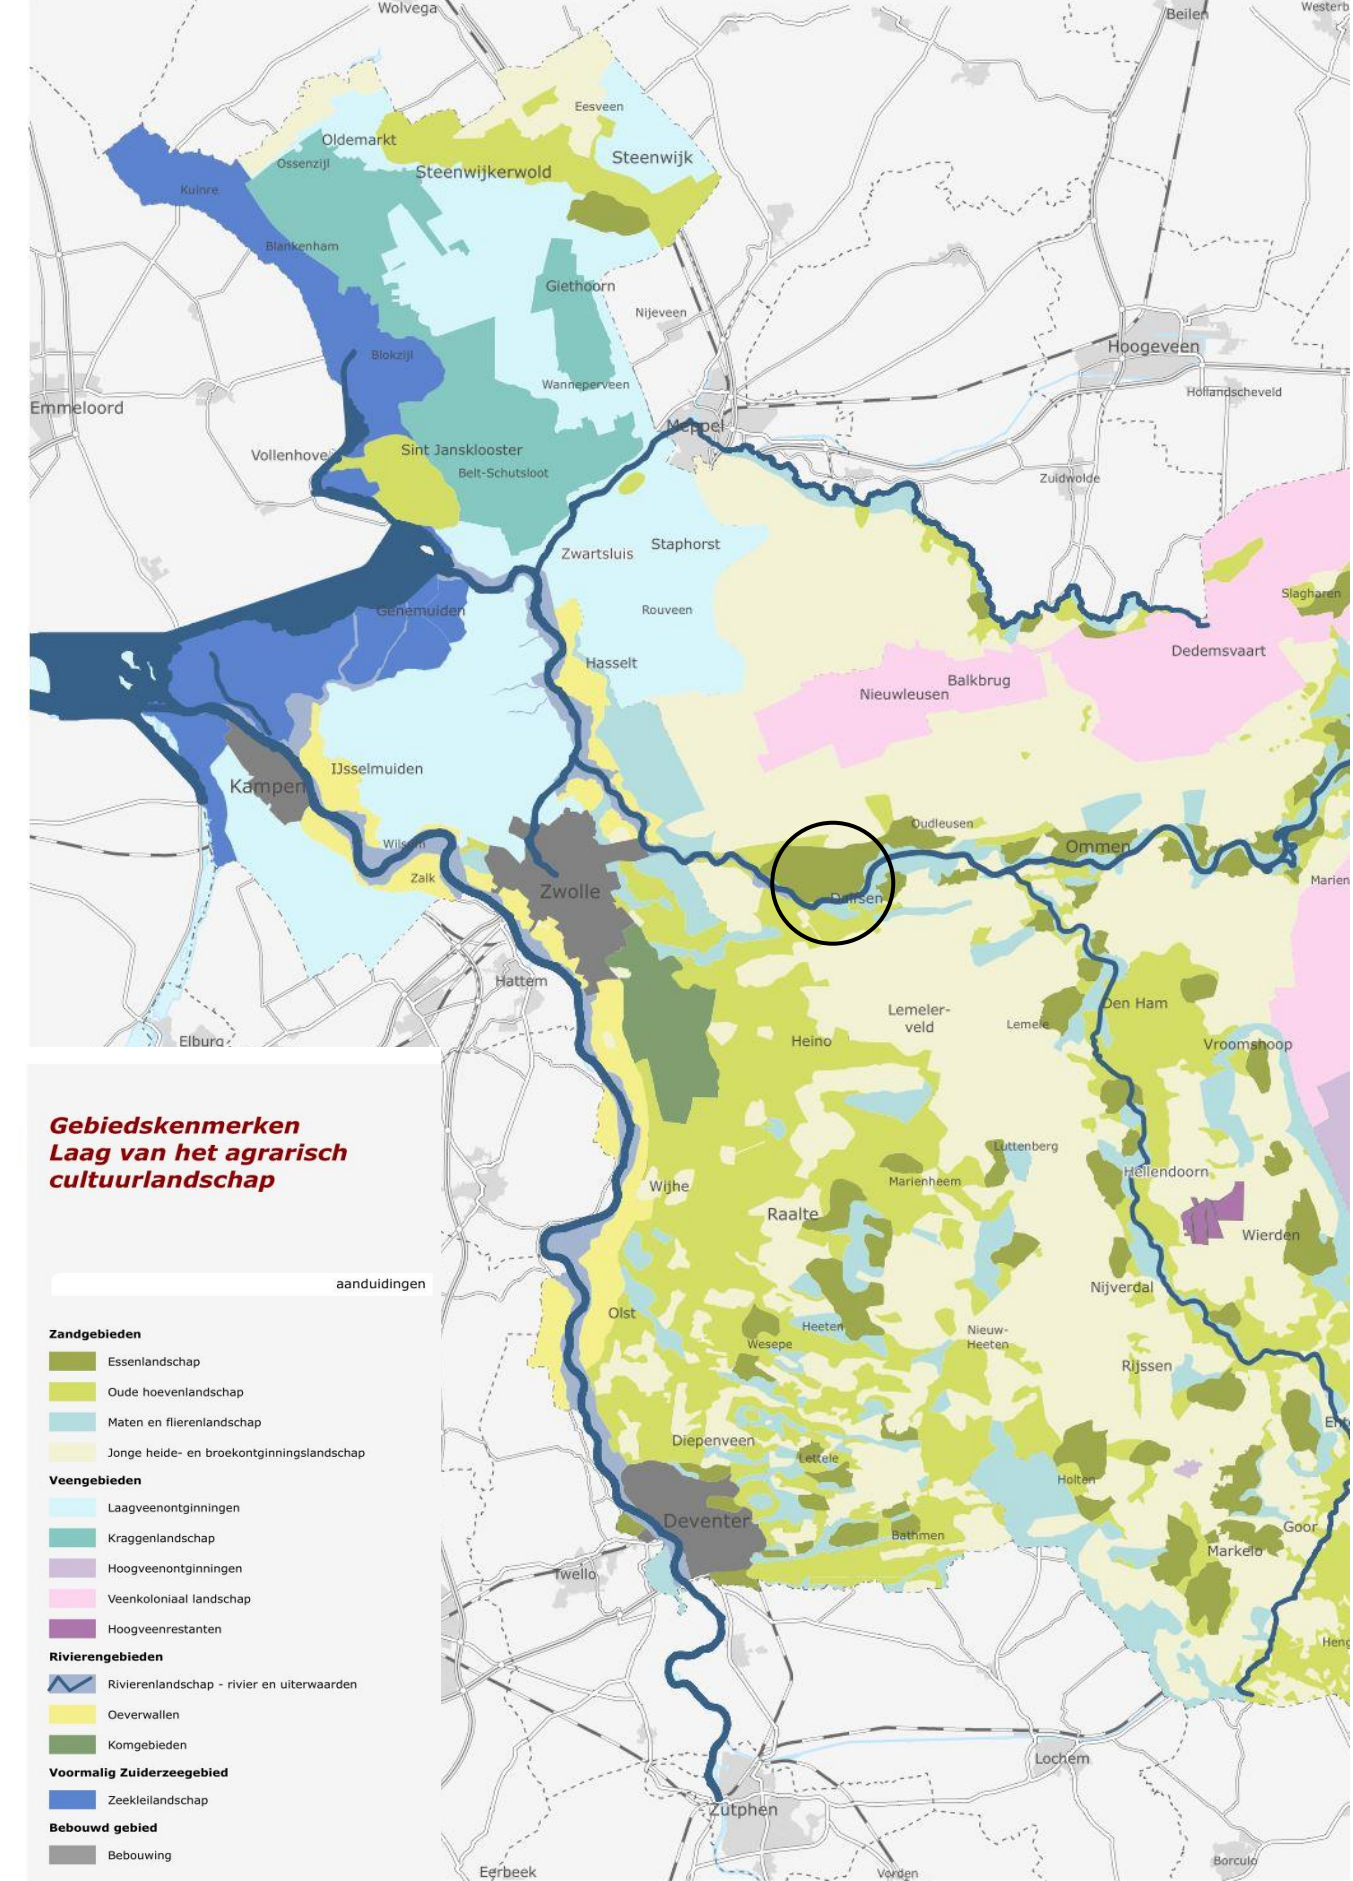 Wolvega
Beilen
Westerb
Eesveen
Oldemarkt
Steenwijk
Ossenzijl
Steenwijkerwold
Kuinre
Blankenham
Giethoorn
Nijeveen
Hoogeveen
Blokzijl
Wanneperveen
Hollandscheveld
Emmeloord
Meppel
Sint Jansklooster
Vollenhove
Belt-Schutsloot
Zuidwolde
Zwartsluis
Staphorst
Slagharen
Genemuiden
Rouveen
Dedemsvaart
Hasselt
Balkbrug
Nieuwleusen
IJsselmuiden
Kampen
Oudleusen
Wilsum
Ommen
Zalk
Marien
Zwolle
Dalfsen
Hattem
Den Ham
Lemeler-
veld
Lemele
Elburg
Heino
Vroomshoop
Gebiedskenmerken
Laag van het agrarisch
cultuurlandschap
Luttenberg
Hellendoorn
Wijhe
Marienheem
Raalte
Wierden
aanduidingen
Nijverdal
Olst
Heeten
Nieuw-
Heeten
Wesepe
Rijssen
Zandgebieden
Essenlandschap
Oude hoevenlandschap
Maten en flierenlandschap
Jonge heide- en broekontginningslandschap
Ente
Diepenveen
Lettele
Holten
Veengebieden
Laagveenontginningen
Kraggenlandschap
Hoogveenontginningen
Veenkoloniaal landschap
Hoogveenrestanten
Deventer
Bathmen
Goor
Markelo
Twello
Heng
Rivierengebieden
Rivierenlandschap - rivier en uiterwaarden
Oeverwallen
Komgebieden
Voormalig Zuiderzeegebied
Zeekleilandschap
Bebouwd gebied
Bebouwing
Lochem
Zutphen
Eerbeek
Vorden
Borculo